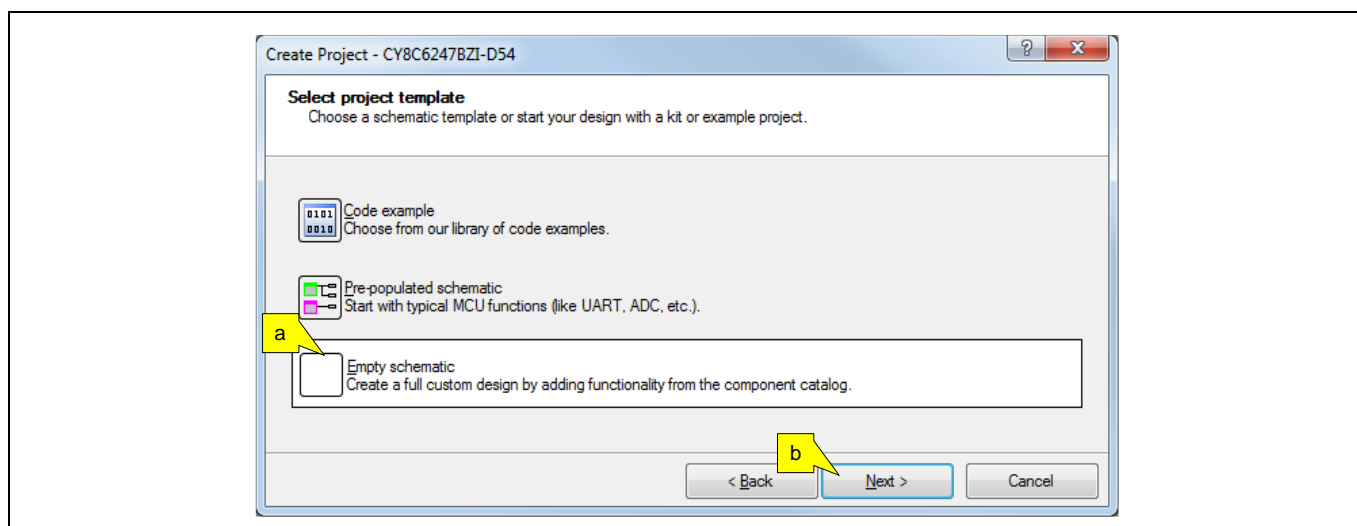 Create Project - CY8C6247BZI-D54
Select project template
Choose a schematic template or start your design with a kit or example project.
0101
0010
Code example
Choose from our library of code examples.
Pre-populated schematic
Start with typical MCU functions (like UART, ADC, etc.).
a
Empty schematic
Create a full custom design by adding functionality from the component catalog.
b
< Back
Next >
Cancel